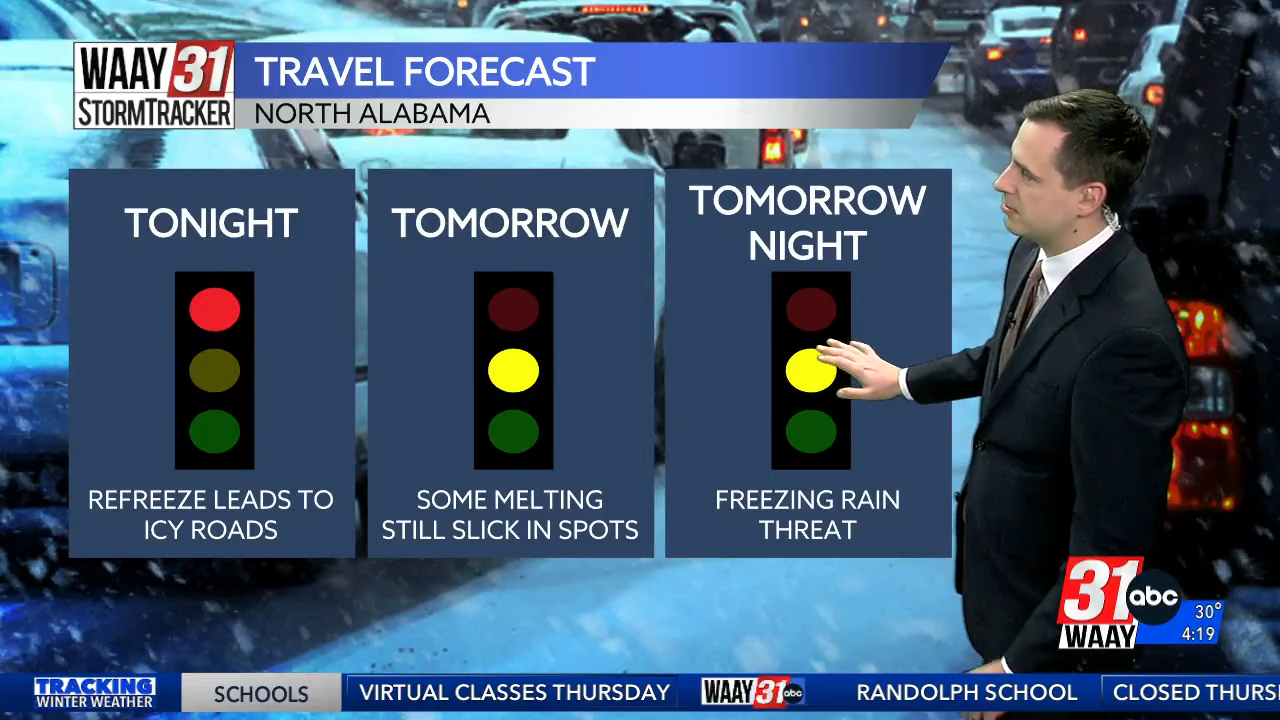 WAAY 31
STORMTRACKER
TRAVEL FORECAST
NORTH ALABAMA
TONIGHT
REFREEZE LEADS TO
ICY ROADS
TOMORROW
SOME MELTING
STILL SLICK IN SPOTS
TOMORROW
NIGHT
FREEZING RAIN
THREAT
31
abc
WAAY
30°
4:19
TRACKING
WINTER WEATHER
SCHOOLS
VIRTUAL CLASSES THURSDAY
WAAY 31 abc
RANDOLPH SCHOOL
CLOSED THURS